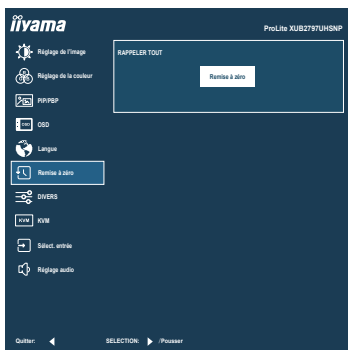 iiyama
ProLite XUB2797UHSNP
Réglage de l'image
RAPPELER TOUT
Remise à zéro
Réglage de la couleur
PIP/PBP
OSD
OSD
Langue
Remise à zéro
DIVERS
KVM
KVM
Sélect. entrée
Réglage audio
Quitter:
SELECTION:
/Pousser